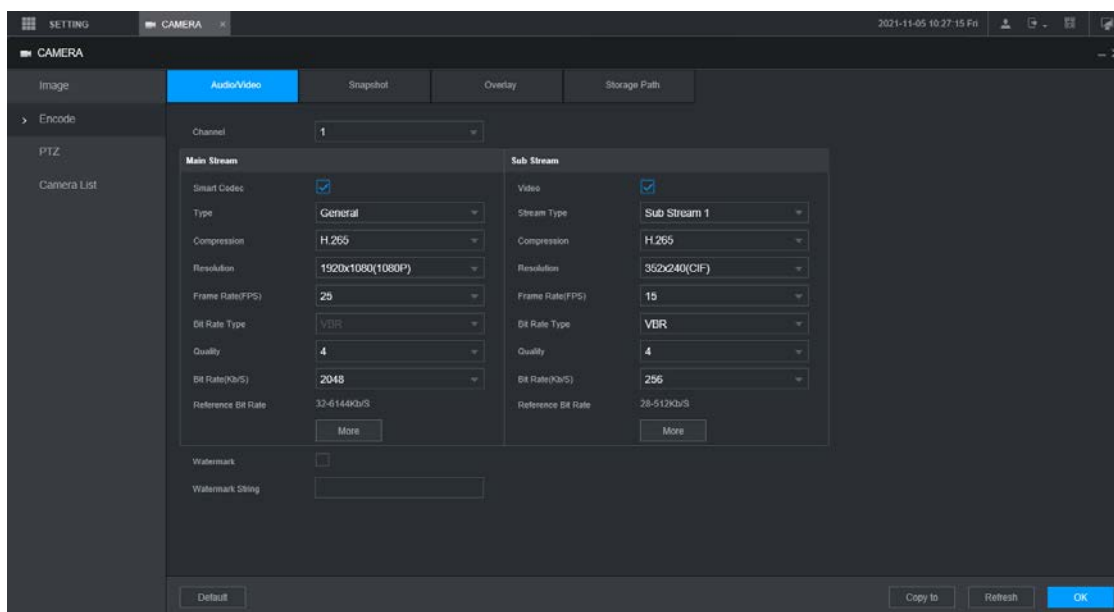 SETTING CAMERA × 2021-11-05 10:27:15 Fri
CAMERA
Image Audio/Video Snapshot Overlay Storage Path
Encode
Channel 1
PTZ
Main Stream Sub Stream
Camera List
Smart Codec Video
Type General Stream Type Sub Stream 1
Compression H.265 Compression H.265
Resolution 1920x1080(1080P) Resolution 352x240(CIF)
Frame Rate(FPS) 25 Frame Rate(FPS) 15
Bit Rate Type VBR Bit Rate Type VBR
Quality 4 Quality 4
Bit Rate(Kb/S) 2048 Bit Rate(Kb/S) 256
Reference Bit Rate 32-6144Kb/S Reference Bit Rate 28-512Kb/S
More More
Watermark
Watermark String
Default Copy to Refresh OK